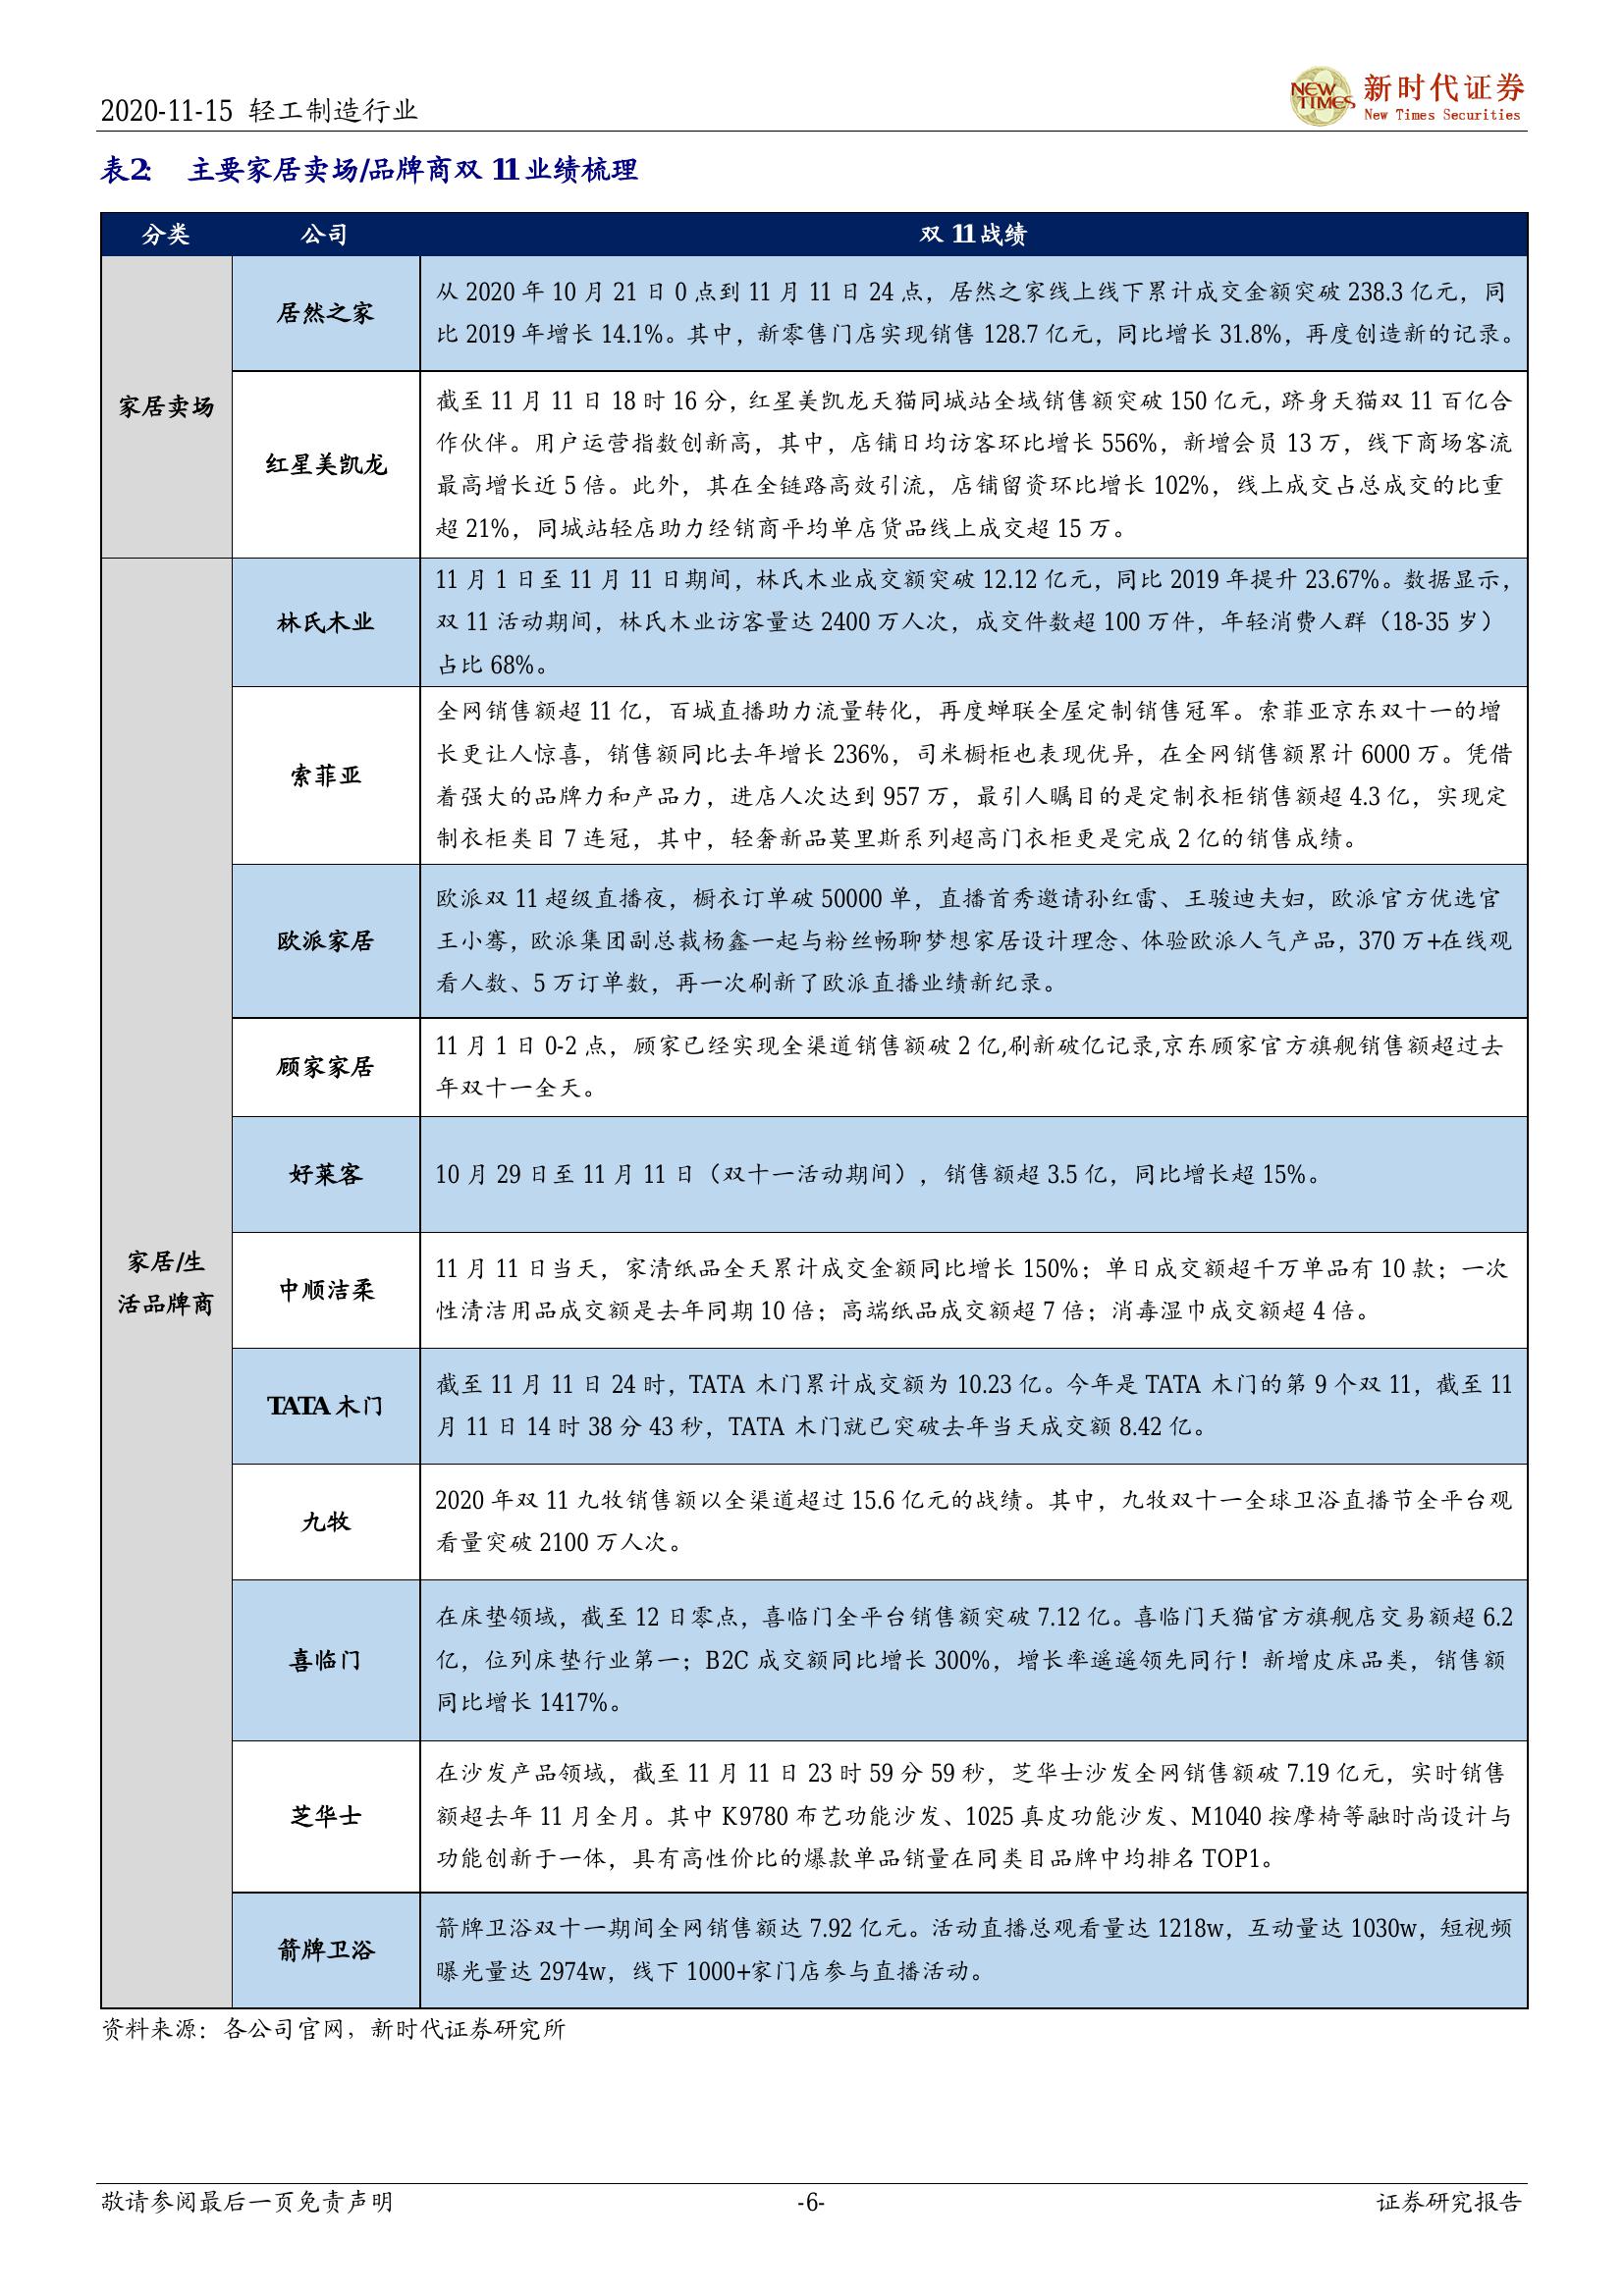 2020-11-15 轻工制造行业
NEW TIMES
新时代证券
New Times Securities
表2: 主要家居卖场/品牌商双 11 业绩梳理
分类 公司 双 11 战绩
家居卖场
居然之家
从 2020 年 10 月 21 日 0 点到 11 月 11 日 24 点，居然之家线上线下累计成交金额突破 238.3 亿元，同
比 2019 年增长 14.1%。其中，新零售门店实现销售 128.7 亿元，同比增长 31.8%，再度创造新的记录。
红星美凯龙
截至 11 月 11 日 18 时 16 分，红星美凯龙天猫同城站全域销售额突破 150 亿元，跻身天猫双 11 百亿合
作伙伴。用户运营指数创新高，其中，店铺日均访客环比增长 556%，新增会员 13 万，线下商场客流
最高增长近 5 倍。此外，其在全链路高效引流，店铺留资环比增长 102%，线上成交占总成交的比重
超 21%，同城站轻店助力经销商平均单店货品线上成交超 15 万。
家居/生
活品牌商
林氏木业
11 月 1 日至 11 月 11 日期间，林氏木业成交额突破 12.12 亿元，同比 2019 年提升 23.67%。数据显示，
双 11 活动期间，林氏木业访客量达 2400 万人次，成交件数超 100 万件，年轻消费人群（18-35 岁）
占比 68%。
索菲亚
全网销售额超 11 亿，百城直播助力流量转化，再度蝉联全屋定制销售冠军。索菲亚京东双十一的增
长更让人惊喜，销售额同比去年增长 236%，司米橱柜也表现优异，在全网销售额累计 6000 万。凭借
着强大的品牌力和产品力，进店人次达到 957 万，最引人瞩目的是定制衣柜销售额超 4.3 亿，实现定
制衣柜类目 7 连冠，其中，轻奢新品莫里斯系列超高门衣柜更是完成 2 亿的销售成绩。
欧派家居
欧派双 11 超级直播夜，橱衣订单破 50000 单，直播首秀邀请孙红雷、王骏迪夫妇，欧派官方优选官
王小骞，欧派集团副总裁杨鑫一起与粉丝畅聊梦想家居设计理念、体验欧派人气产品，370 万+在线观
看人数、5 万订单数，再一次刷新了欧派直播业绩新纪录。
顾家家居
11 月 1 日 0-2 点，顾家已经实现全渠道销售额破 2 亿,刷新破亿记录,京东顾家官方旗舰销售额超过去
年双十一全天。
好莱客
10 月 29 日至 11 月 11 日（双十一活动期间），销售额超 3.5 亿，同比增长超 15%。
中顺洁柔
11 月 11 日当天，家清纸品全天累计成交金额同比增长 150%；单日成交额超千万单品有 10 款；一次
性清洁用品成交额是去年同期 10 倍；高端纸品成交额超 7 倍；消毒湿巾成交额超 4 倍。
TATA 木门
截至 11 月 11 日 24 时，TATA 木门累计成交额为 10.23 亿。今年是 TATA 木门的第 9 个双 11，截至 11
月 11 日 14 时 38 分 43 秒，TATA 木门就已突破去年当天成交额 8.42 亿。
九牧
2020 年双 11 九牧销售额以全渠道超过 15.6 亿元的战绩。其中，九牧双十一全球卫浴直播节全平台观
看量突破 2100 万人次。
喜临门
在床垫领域，截至 12 日零点，喜临门全平台销售额突破 7.12 亿。喜临门天猫官方旗舰店交易额超 6.2
亿，位列床垫行业第一；B2C 成交额同比增长 300%，增长率遥遥领先同行！新增皮床品类，销售额
同比增长 1417%。
芝华士
在沙发产品领域，截至 11 月 11 日 23 时 59 分 59 秒，芝华士沙发全网销售额破 7.19 亿元，实时销售
额超去年 11 月全月。其中 K9780 布艺功能沙发、1025 真皮功能沙发、M1040 按摩椅等融时尚设计与
功能创新于一体，具有高性价比的爆款单品销量在同类目品牌中均排名 TOP1。
箭牌卫浴
箭牌卫浴双十一期间全网销售额达 7.92 亿元。活动直播总观看量达 1218w，互动量达 1030w，短视频
曝光量达 2974w，线下 1000+家门店参与直播活动。
资料来源：各公司官网，新时代证券研究所
敬请参阅最后一页免责声明 -6- 证券研究报告